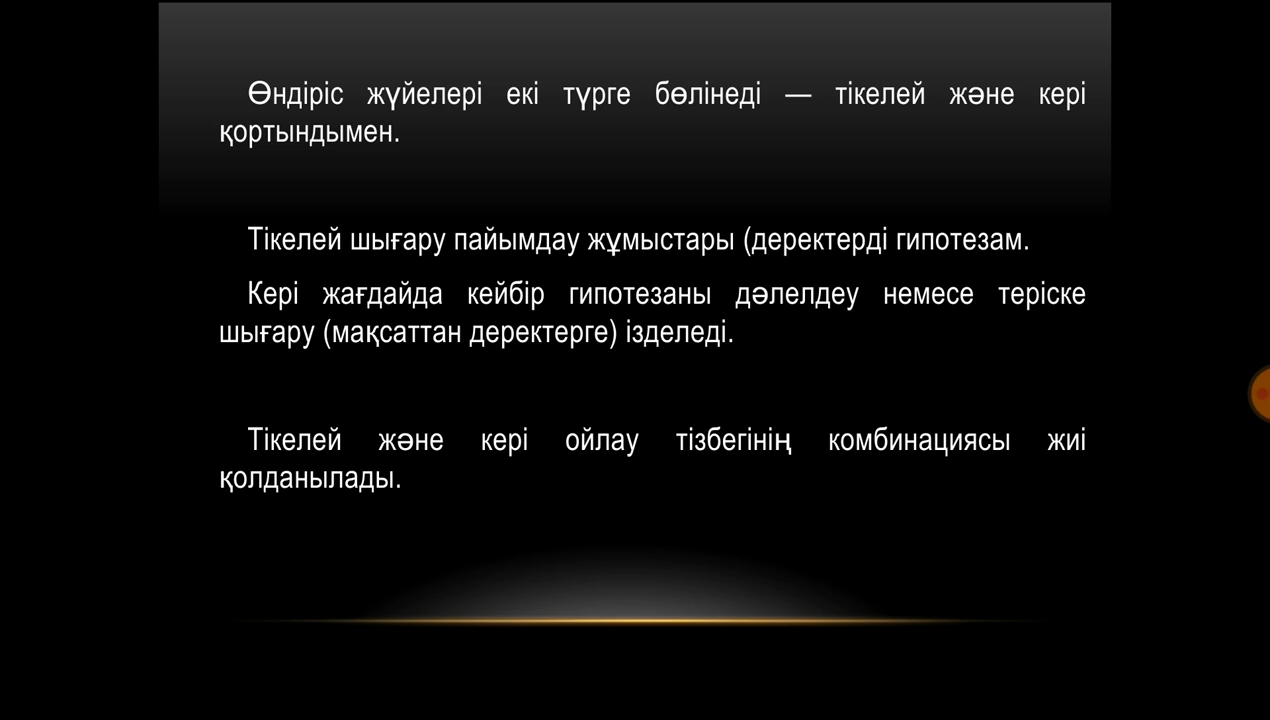 Өндіріс жүйелері екі түрге бөлінеді — тікелей және кері
қортындымен.
Тікелей шығару пайымдау жұмыстары (деректерді гипотезам.
Кері жағдайда кейбір гипотезаны дәлелдеу немесе теріске
шығару (мақсаттан деректерге) ізделеді.
Тікелей және кері ойлау тізбегінің комбинациясы жиі
қолданылады.